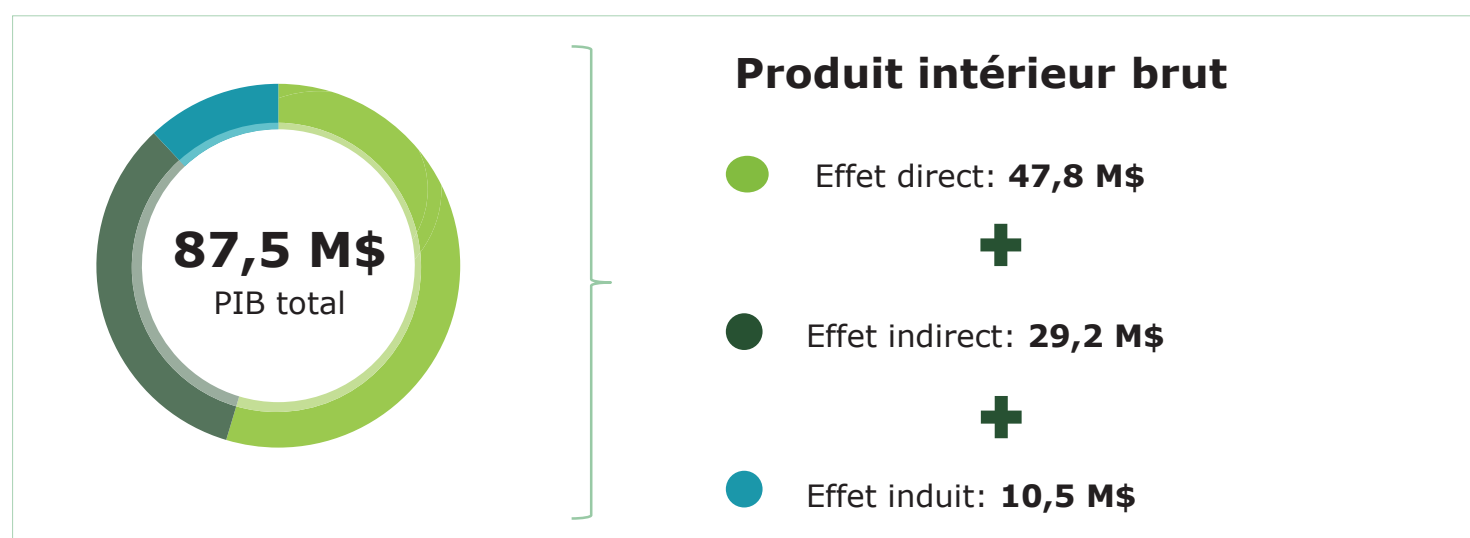 87,5 M$
PIB total
Produit intérieur brut
Effet direct: 47,8 M$
Effet indirect: 29,2 M$
Effet induit: 10,5 M$